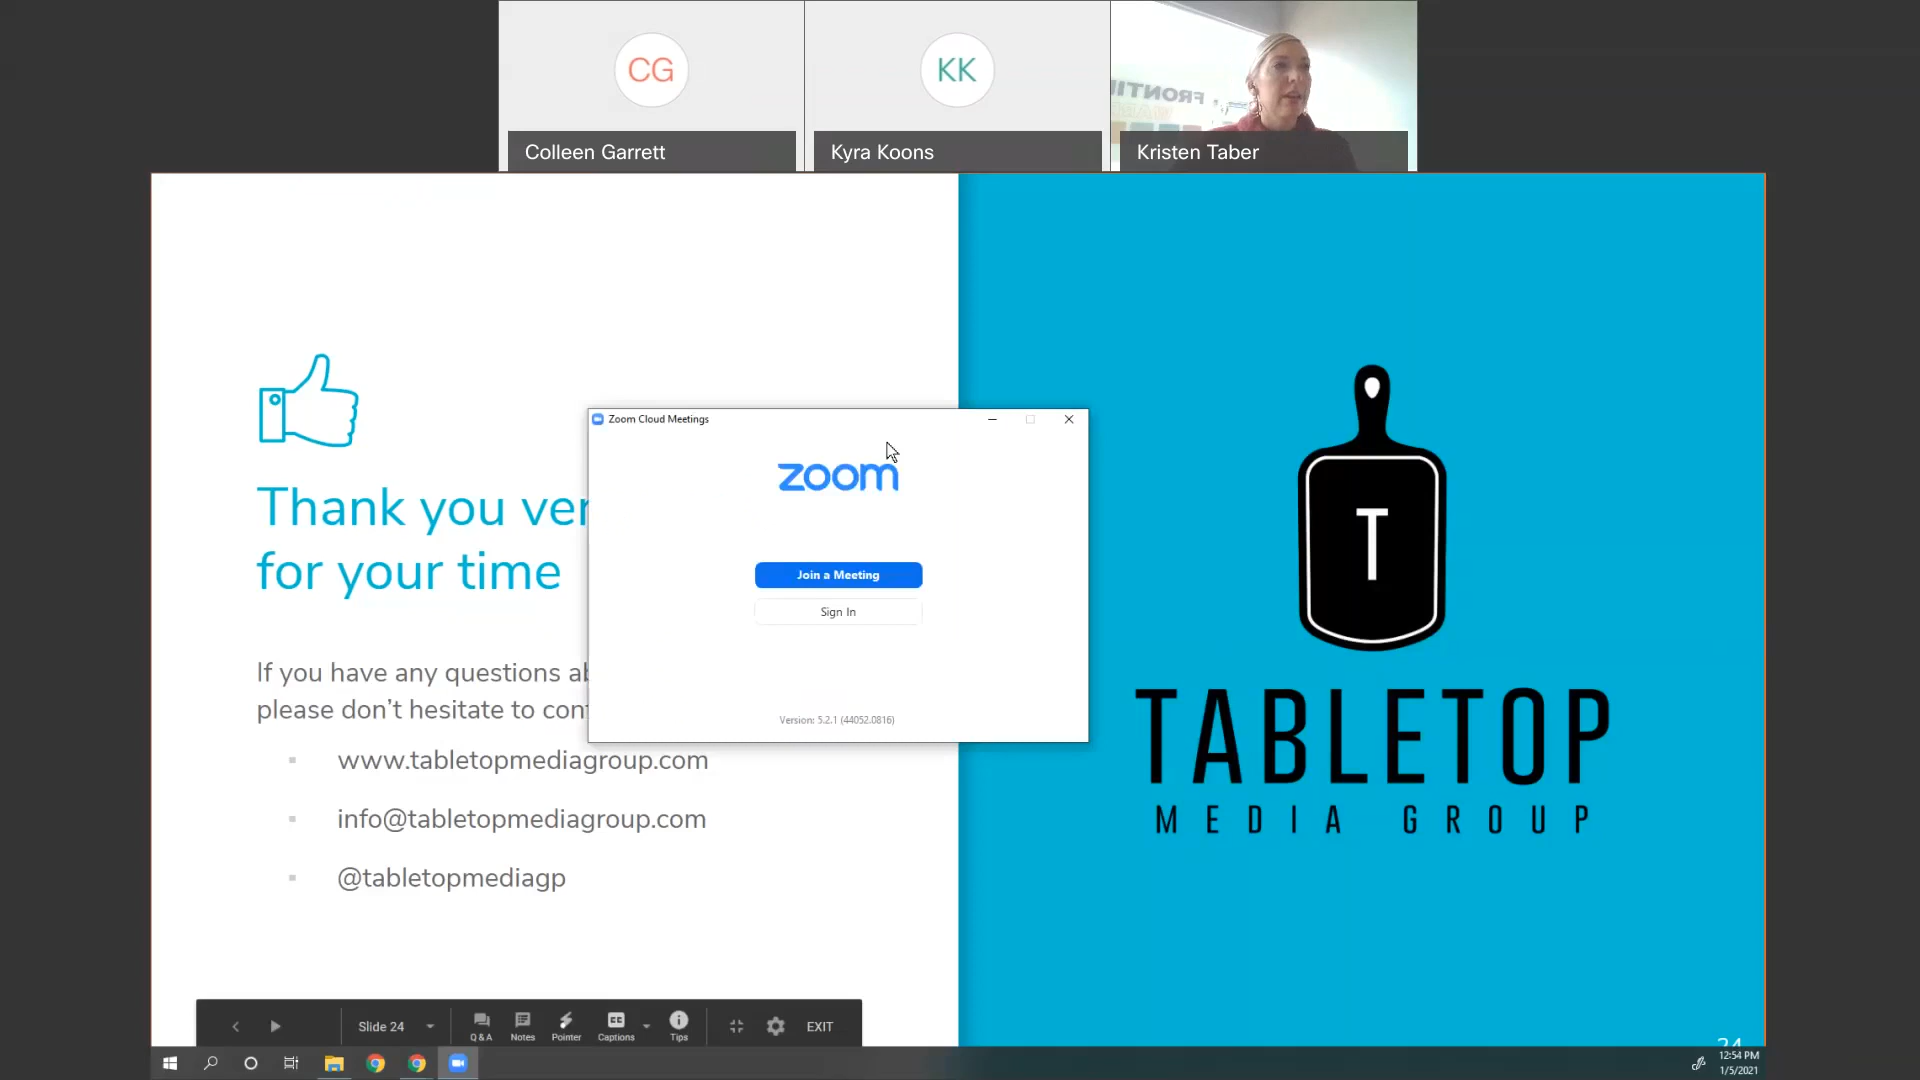 CG
KK
Colleen Garrett
Kyra Koons
Kristen Taber
Zoom Cloud Meetings
zoom
Join a Meeting
Sign In
Version: 5.2.1 (44052.0816)
Thank you ver
for your time
If you have any questions ab
please don't hesitate to con
www.tabletopmediagroup.com
info@tabletopmediagroup.com
@tabletopmediagp
T
TABLETOP
MEDIA GROUP
Slide 24
Q & A
Notes
CC
Pointer
Captions
Tips
EXIT
24
12:54 PM
1/5/2021